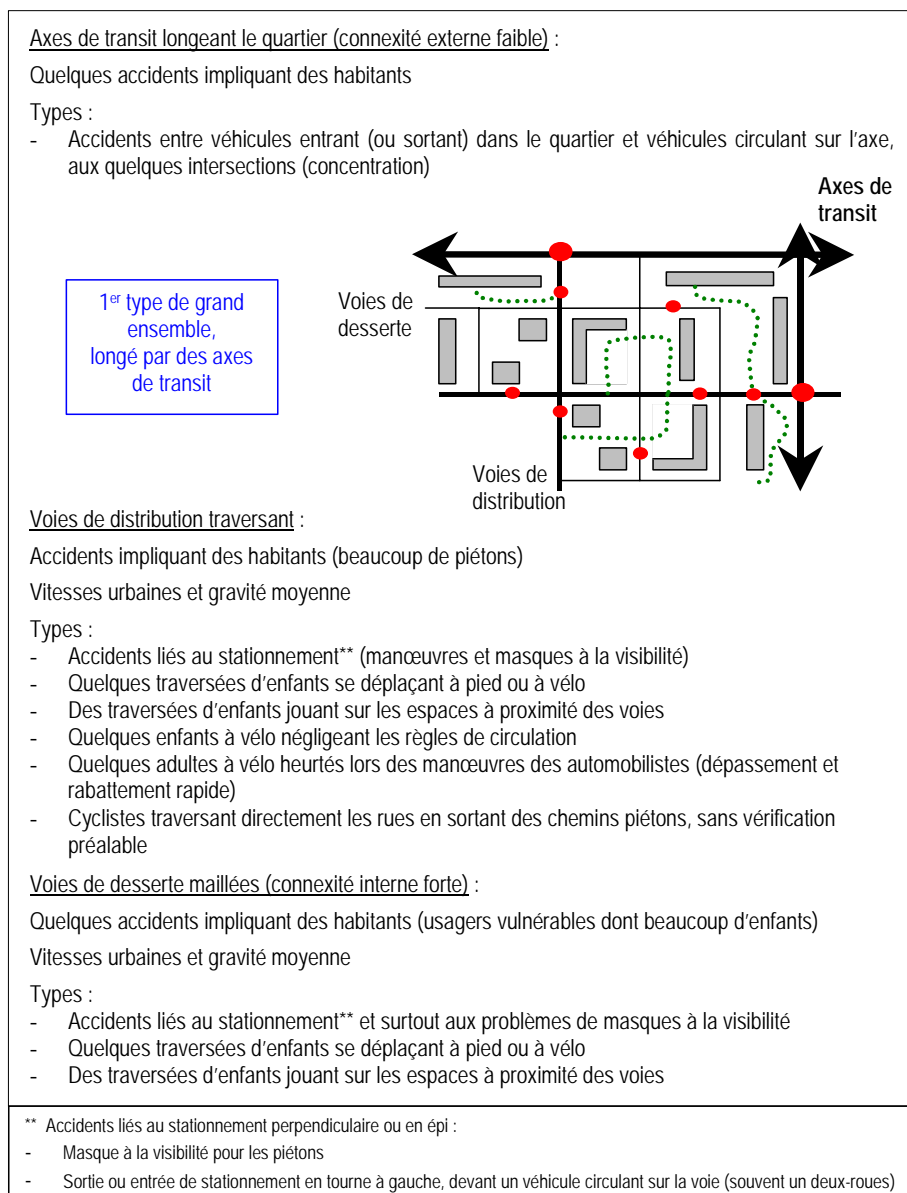 Axes de transit longeant le quartier (connexité externe faible) :
Quelques accidents impliquant des habitants
Types :
- Accidents entre véhicules entrant (ou sortant) dans le quartier et véhicules circulant sur l'axe,
aux quelques intersections (concentration)
Axes de
transit
1er type de grand
ensemble,
longé par des axes
de transit
Voies de
desserte
Voies de
distribution
Voies de distribution traversant :
Accidents impliquant des habitants (beaucoup de piétons)
Vitesses urbaines et gravité moyenne
Types :
- Accidents liés au stationnement** (manœuvres et masques à la visibilité)
- Quelques traversées d'enfants se déplaçant à pied ou à vélo
- Des traversées d'enfants jouant sur les espaces à proximité des voies
- Quelques enfants à vélo négligeant les règles de circulation
- Quelques adultes à vélo heurtés lors des manœuvres des automobilistes (dépassement et
rabattement rapide)
- Cyclistes traversant directement les rues en sortant des chemins piétons, sans vérification
préalable
Voies de desserte maillées (connexité interne forte) :
Quelques accidents impliquant des habitants (usagers vulnérables dont beaucoup d'enfants)
Vitesses urbaines et gravité moyenne
Types :
- Accidents liés au stationnement** et surtout aux problèmes de masques à la visibilité
- Quelques traversées d'enfants se déplaçant à pied ou à vélo
- Des traversées d'enfants jouant sur les espaces à proximité des voies
** Accidents liés au stationnement perpendiculaire ou en épi :
- Masque à la visibilité pour les piétons
- Sortie ou entrée de stationnement en tourne à gauche, devant un véhicule circulant sur la voie (souvent un deux-roues)